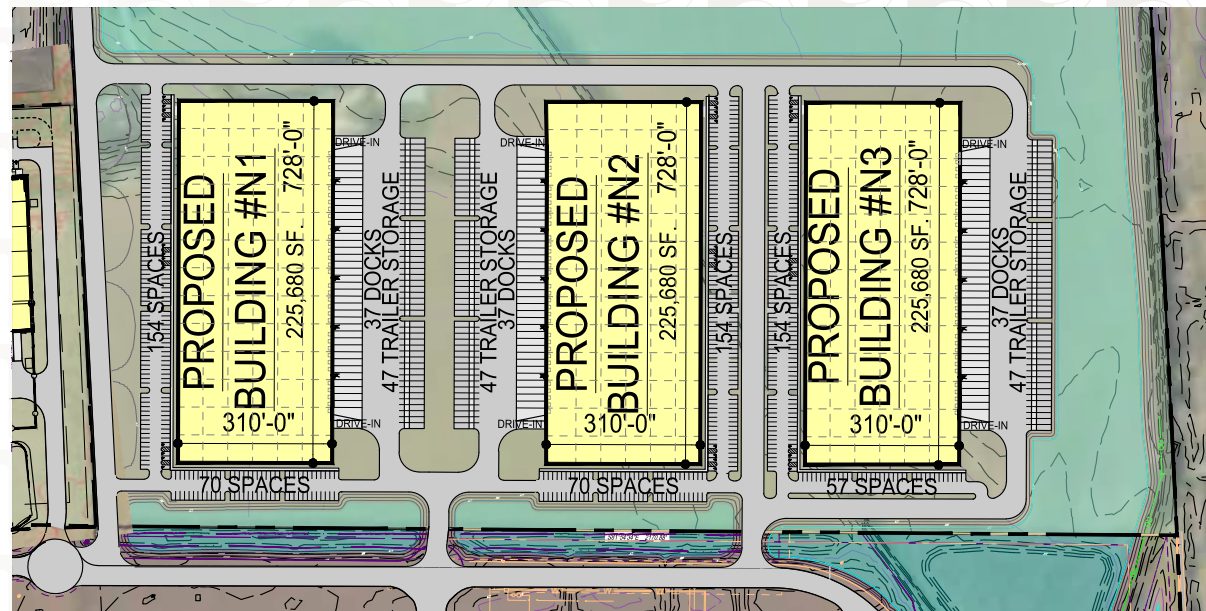 PROPOSED
BUILDING #N1
225,680 SF.
728'-0"
310'-0"
154 SPACES
70 SPACES
DRIVE-IN
37 DOCKS
47 TRAILER STORAGE
DRIVE-IN
DRIVE-IN
47 TRAILER STORAGE
37 DOCKS
DRIVE-IN
PROPOSED
BUILDING #N2
225,680 SF.
728'-0"
310'-0"
154 SPACES
70 SPACES
154 SPACES
PROPOSED
BUILDING #N3
225,680 SF.
728'-0"
310'-0"
57 SPACES
DRIVE-IN
37 DOCKS
47 TRAILER STORAGE
DRIVE-IN